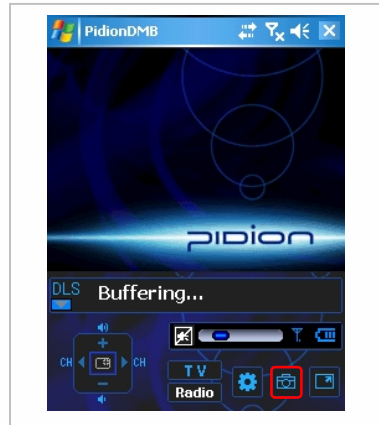 PidionDMB
PIDION
DLS Buffering...
CH CH
TV
Radio